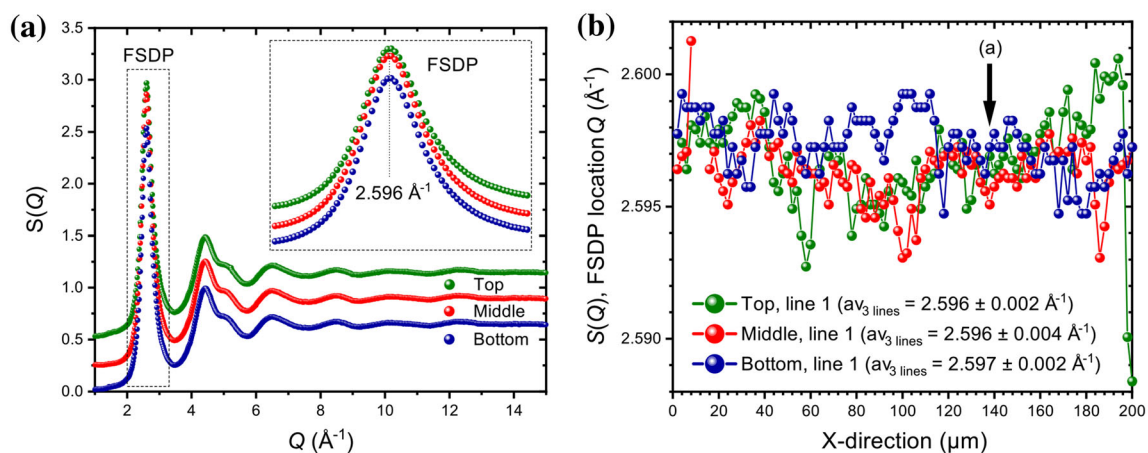 (a)
3.5
3.0
2.5
2.0
1.5
1.0
0.5
0.0
S(Q)
FSDP
FSDP
2.596 Å-1
Top
Middle
Bottom
2 4 6 8 10 12 14
Q (Å-1)
(b)
2.600
2.595
2.590
S(Q), FSDP location Q (Å-1)
(a)
Top, line 1 (av3 lines = 2.596 ± 0.002 Å-1)
Middle, line 1 (av3 lines = 2.596 ± 0.004 Å-1)
Bottom, line 1 (av3 lines = 2.597 ± 0.002 Å-1)
0 20 40 60 80 100 120 140 160 180 200
X-direction (µm)